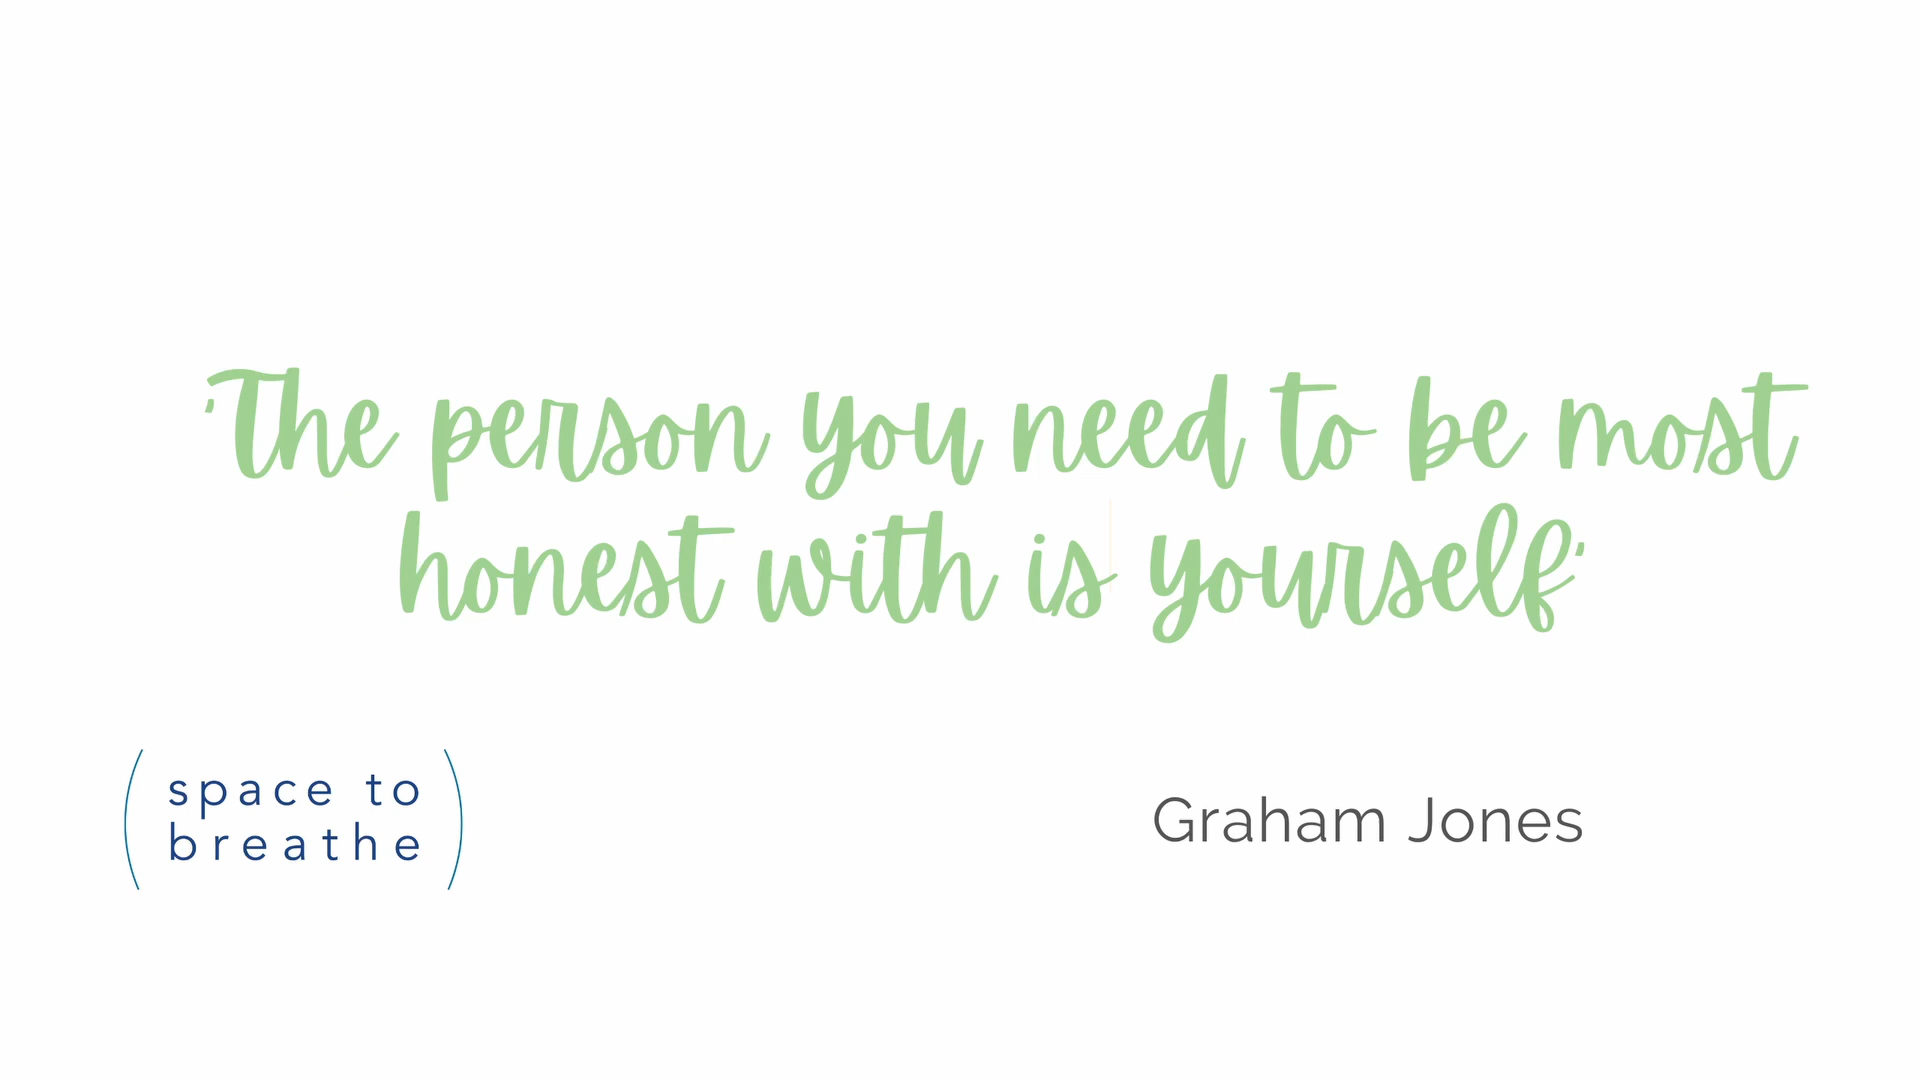 'The person you need to be most
honest with is yourself'
space to
breathe
Graham Jones